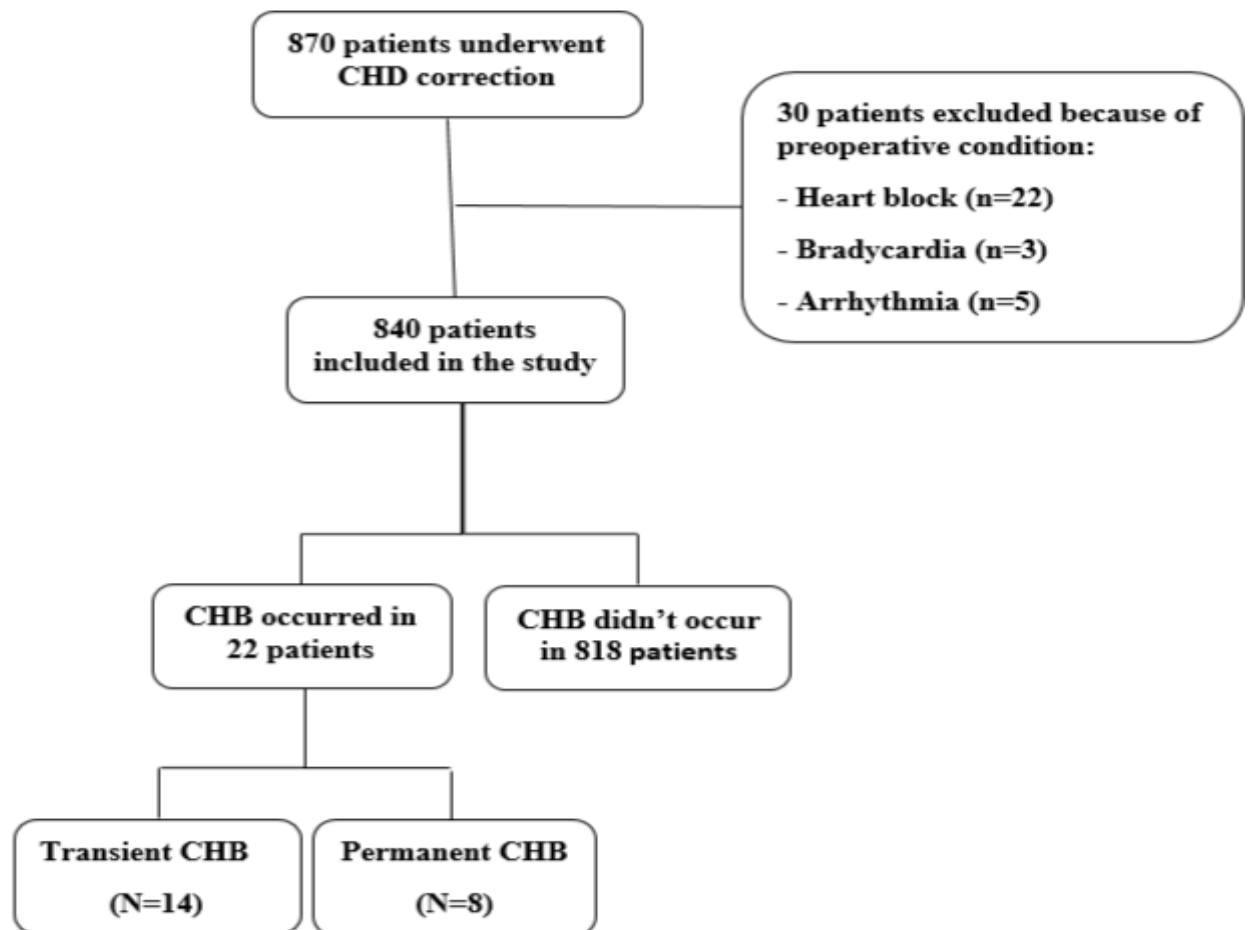 870 patients underwent
CHD correction
30 patients excluded because of
preoperative condition:
- Heart block (n=22)
- Bradycardia (n=3)
- Arrhythmia (n=5)
840 patients
included in the study
CHB occurred in
22 patients
CHB didn’t occur
in 818 patients
Transient CHB
(N=14)
Permanent CHB
(N=8)